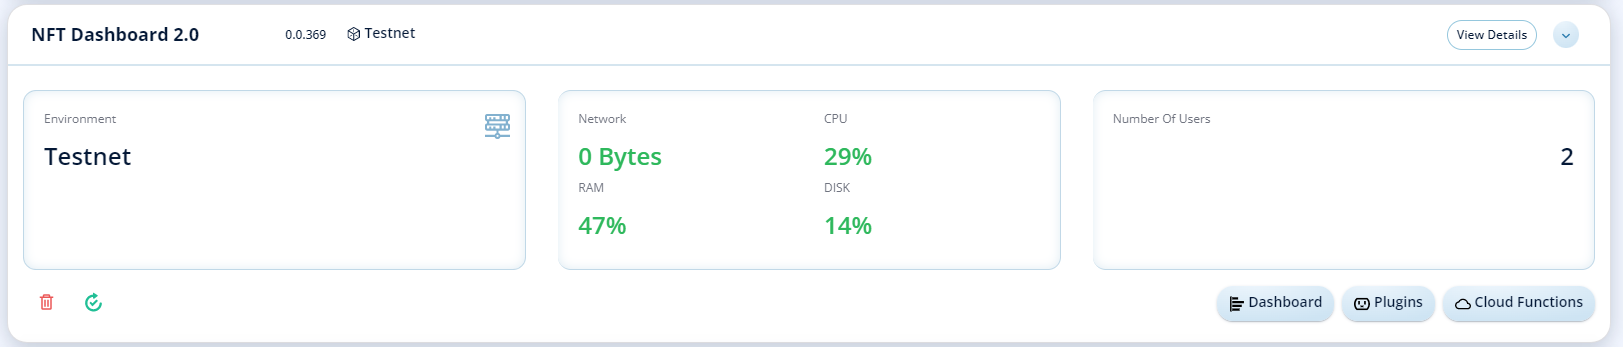 NFT Dashboard 2.0 0.0.369 Testnet View Details
Environment
Testnet
Network CPU
0 Bytes 29%
RAM DISK
47% 14%
Number Of Users
2
Dashboard Plugins Cloud Functions